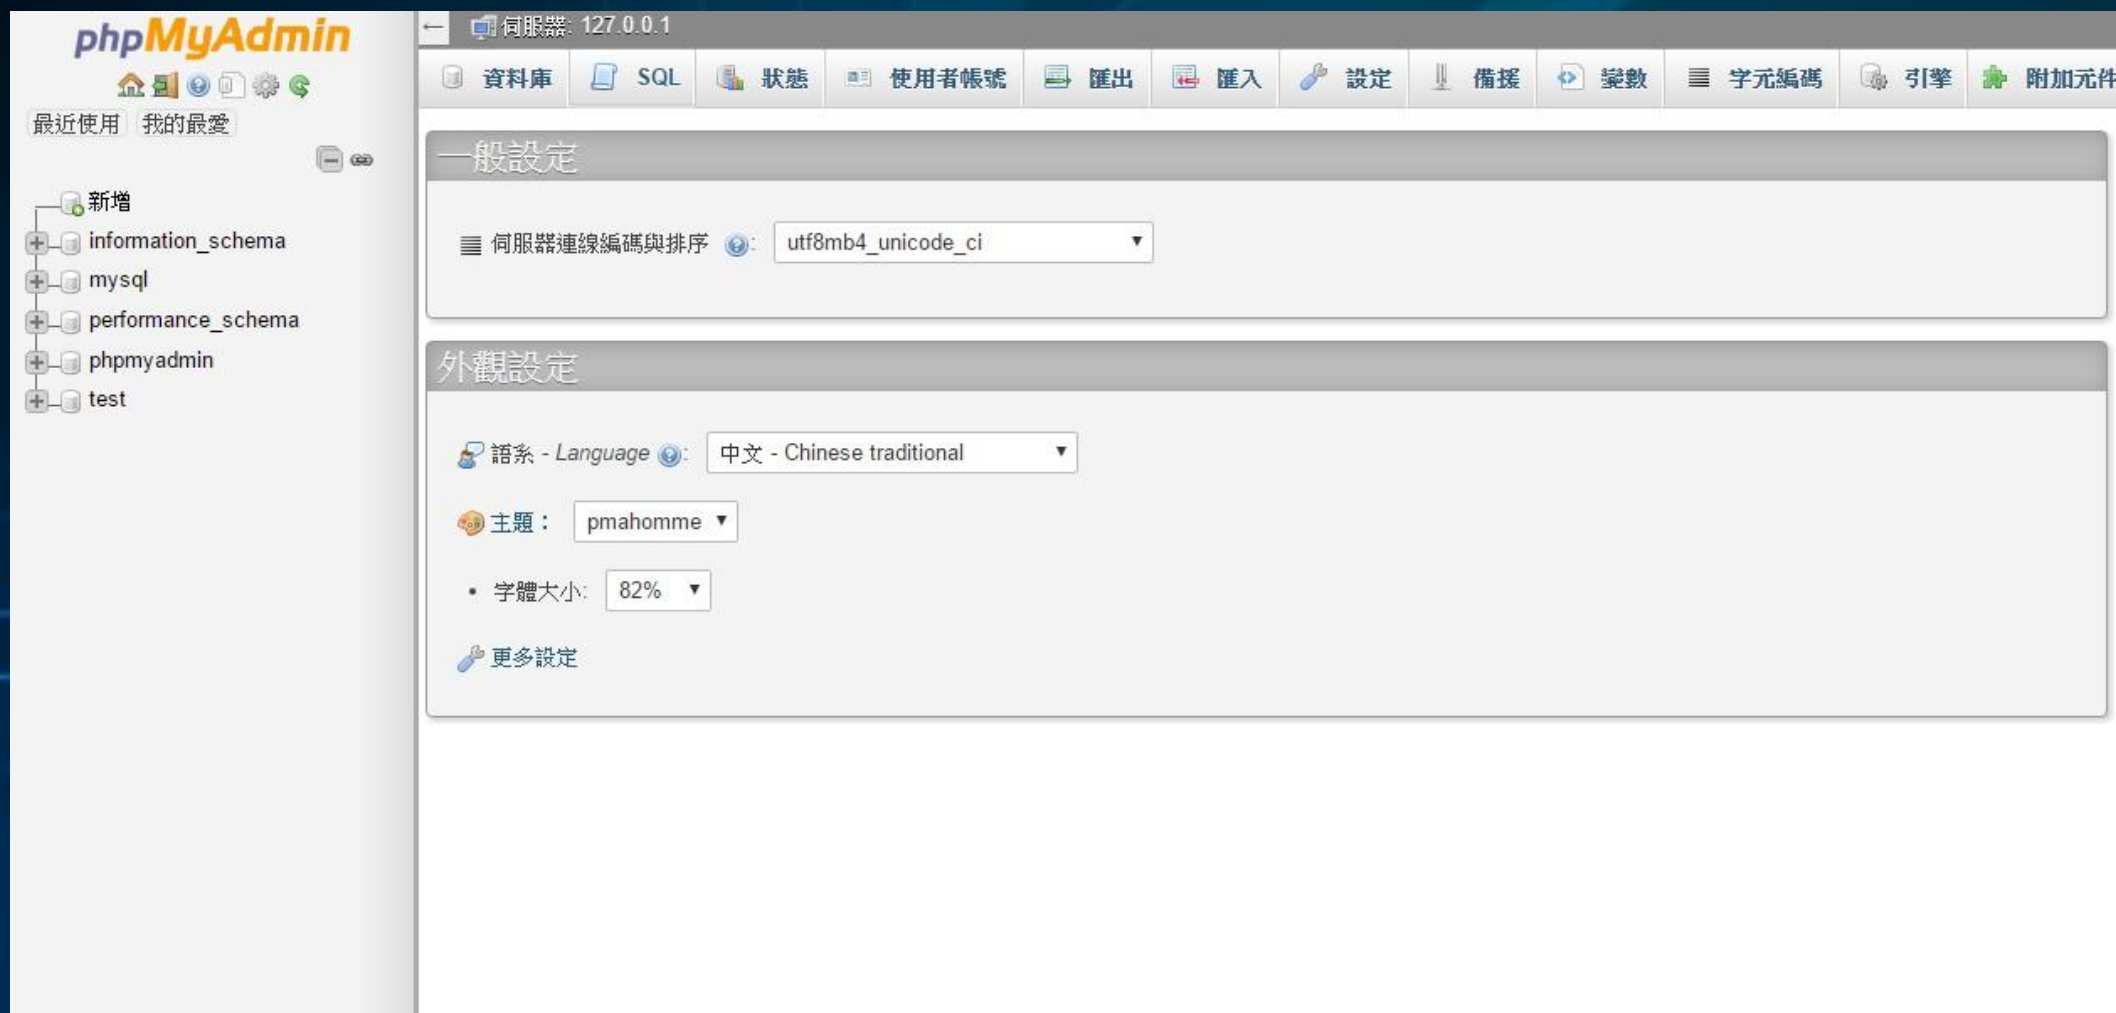 phpMyAdmin
最近使用 我的最愛
新增
information_schema
mysql
performance_schema
phpmyadmin
test
伺服器: 127.0.0.1
資料庫 SQL 狀態 使用者帳號 匯出 匯入 設定 備援 變數 字元編碼 引擎 附加元件
一般設定
伺服器連線編碼與排序 : utf8mb4_unicode_ci
外觀設定
語系 - Language : 中文 - Chinese traditional
主題： pmahomme
• 字體大小: 82%
更多設定